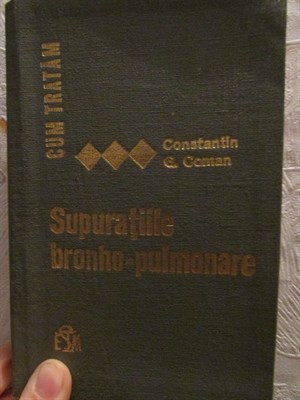 CUM TRATĂM
Constantin
G. Coman
Supurațiile
bronho-pulmonare
ESM